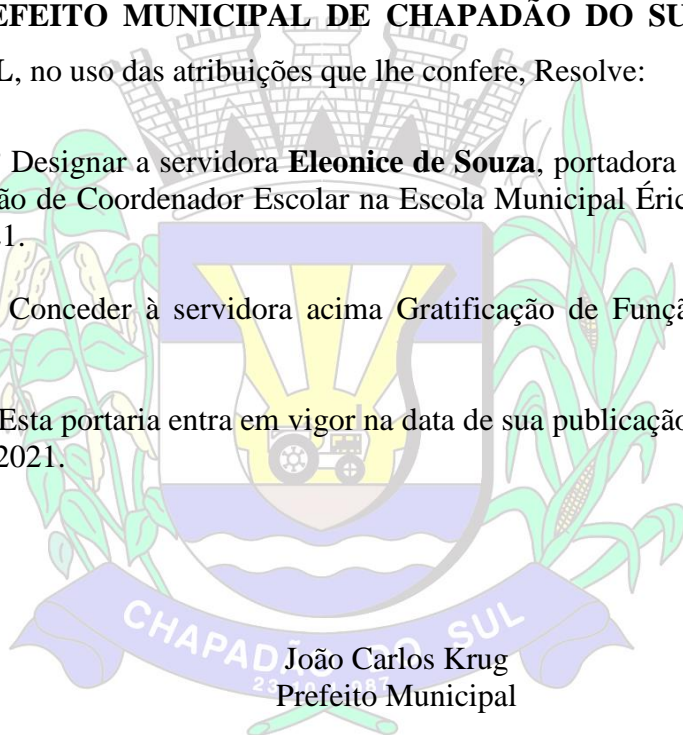 EFEITO MUNICIPAL DE CHAPADÃO DO SU
L, no uso das atribuições que lhe confere, Resolve:
Designar a servidora Eleonice de Souza, portadora
ão de Coordenador Escolar na Escola Municipal Éric
1.
Conceder à servidora acima Gratificação de Funçã
Esta portaria entra em vigor na data de sua publicação
2021.
CHAPADÃO DO SUL
João Carlos Krug
Prefeito Municipal